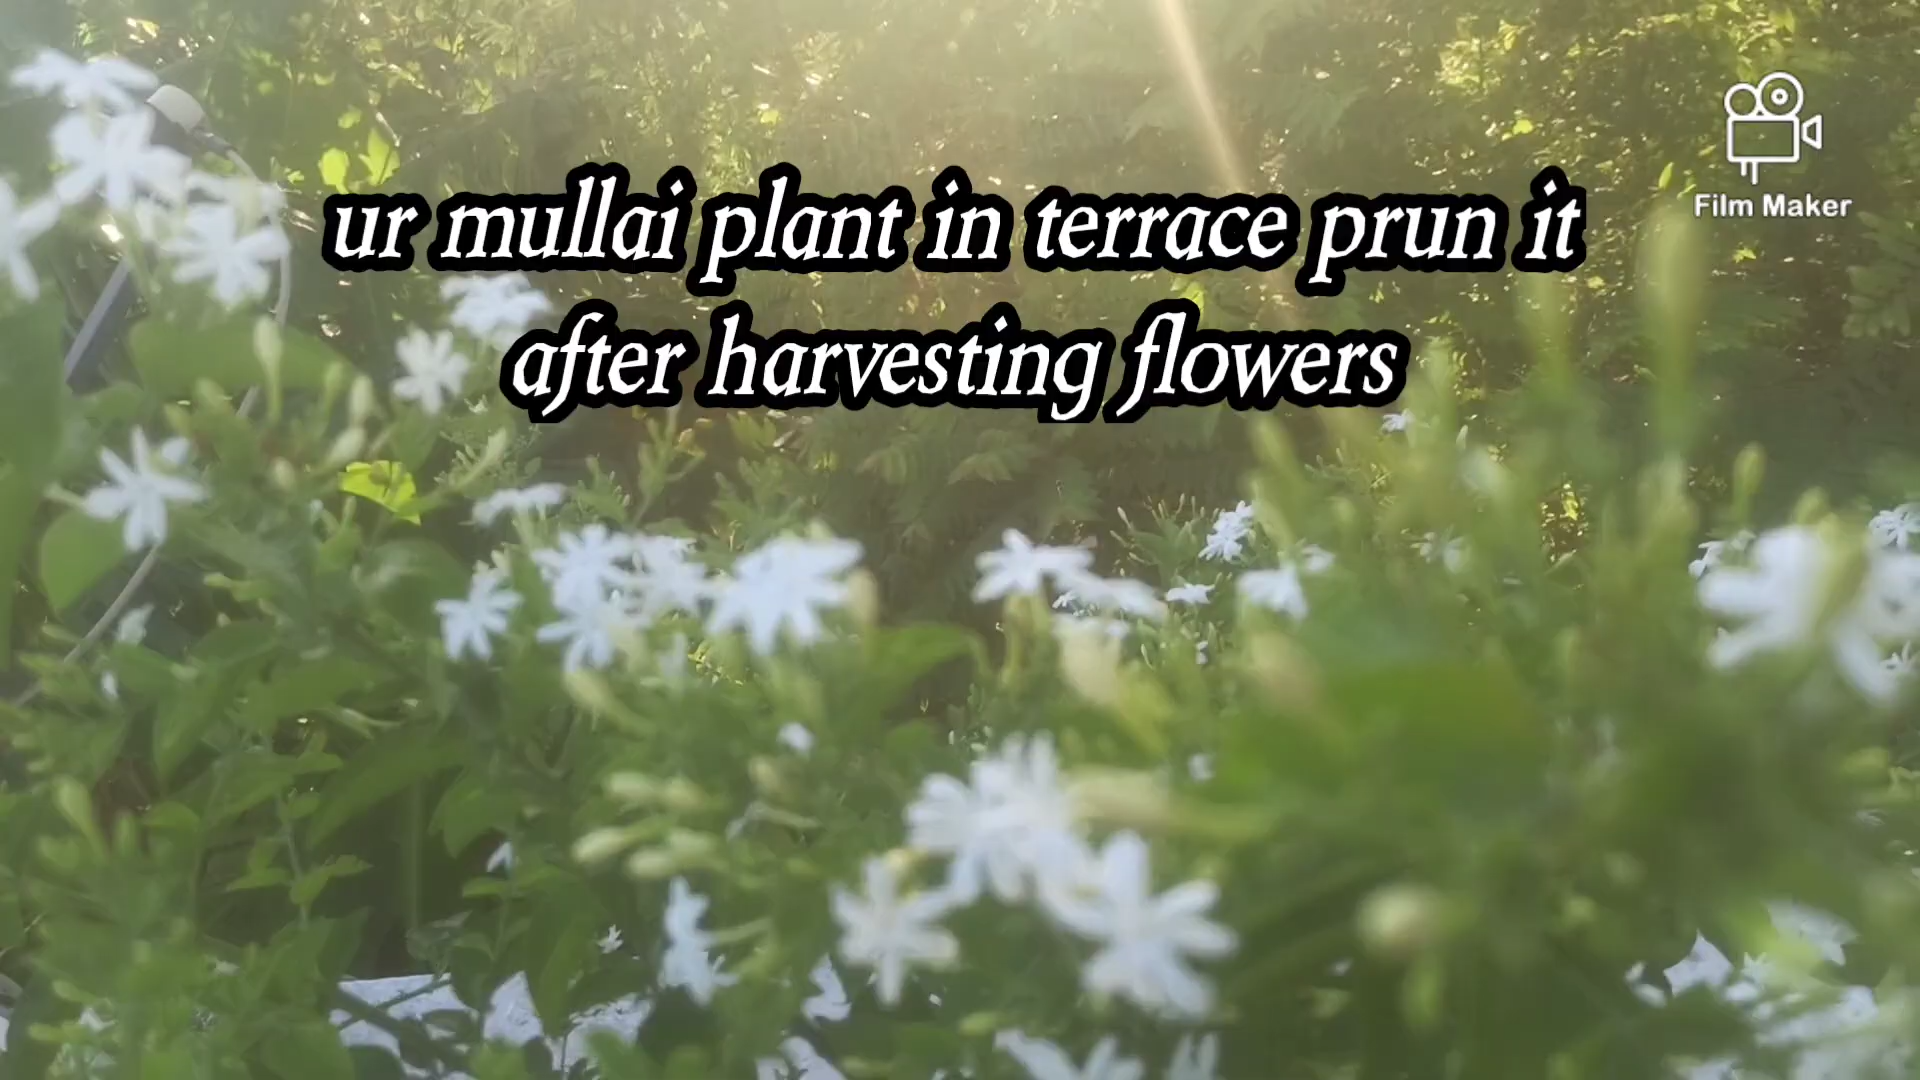 Film Maker
ur mullai plant in terrace prun it
after harvesting flowers